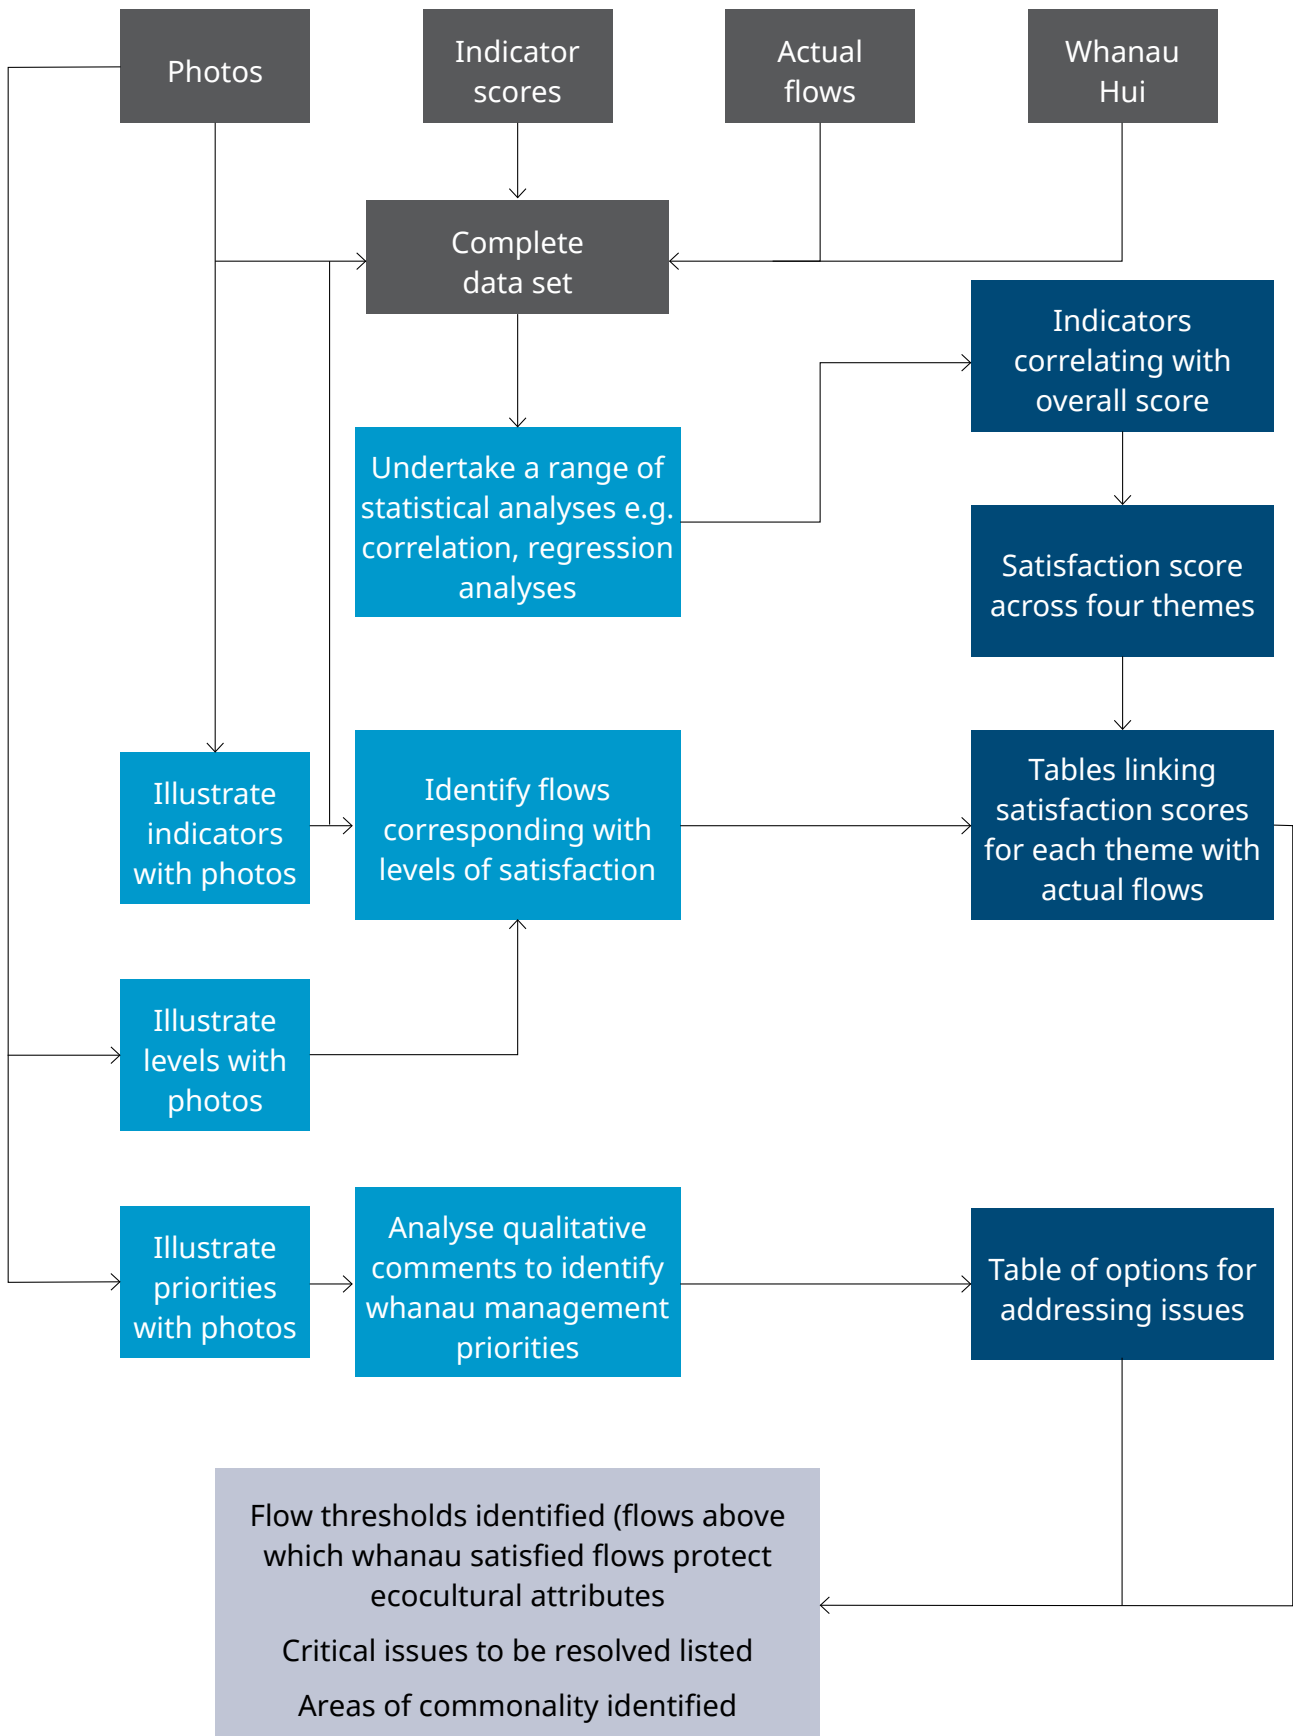 Photos
Indicator
scores
Actual
flows
Whanau
Hui
Complete
data set
Indicators
correlating with
overall score
Undertake a range of
statistical analyses e.g.
correlation, regression
analyses
Satisfaction score
across four themes
Illustrate
indicators
with photos
Identify flows
corresponding with
levels of satisfaction
Tables linking
satisfaction scores
for each theme with
actual flows
Illustrate
levels with
photos
Illustrate
priorities
with photos
Analyse qualitative
comments to identify
whanau management
priorities
Table of options for
addressing issues
Flow thresholds identified (flows above
which whanau satisfied flows protect
ecocultural attributes
Critical issues to be resolved listed
Areas of commonality identified